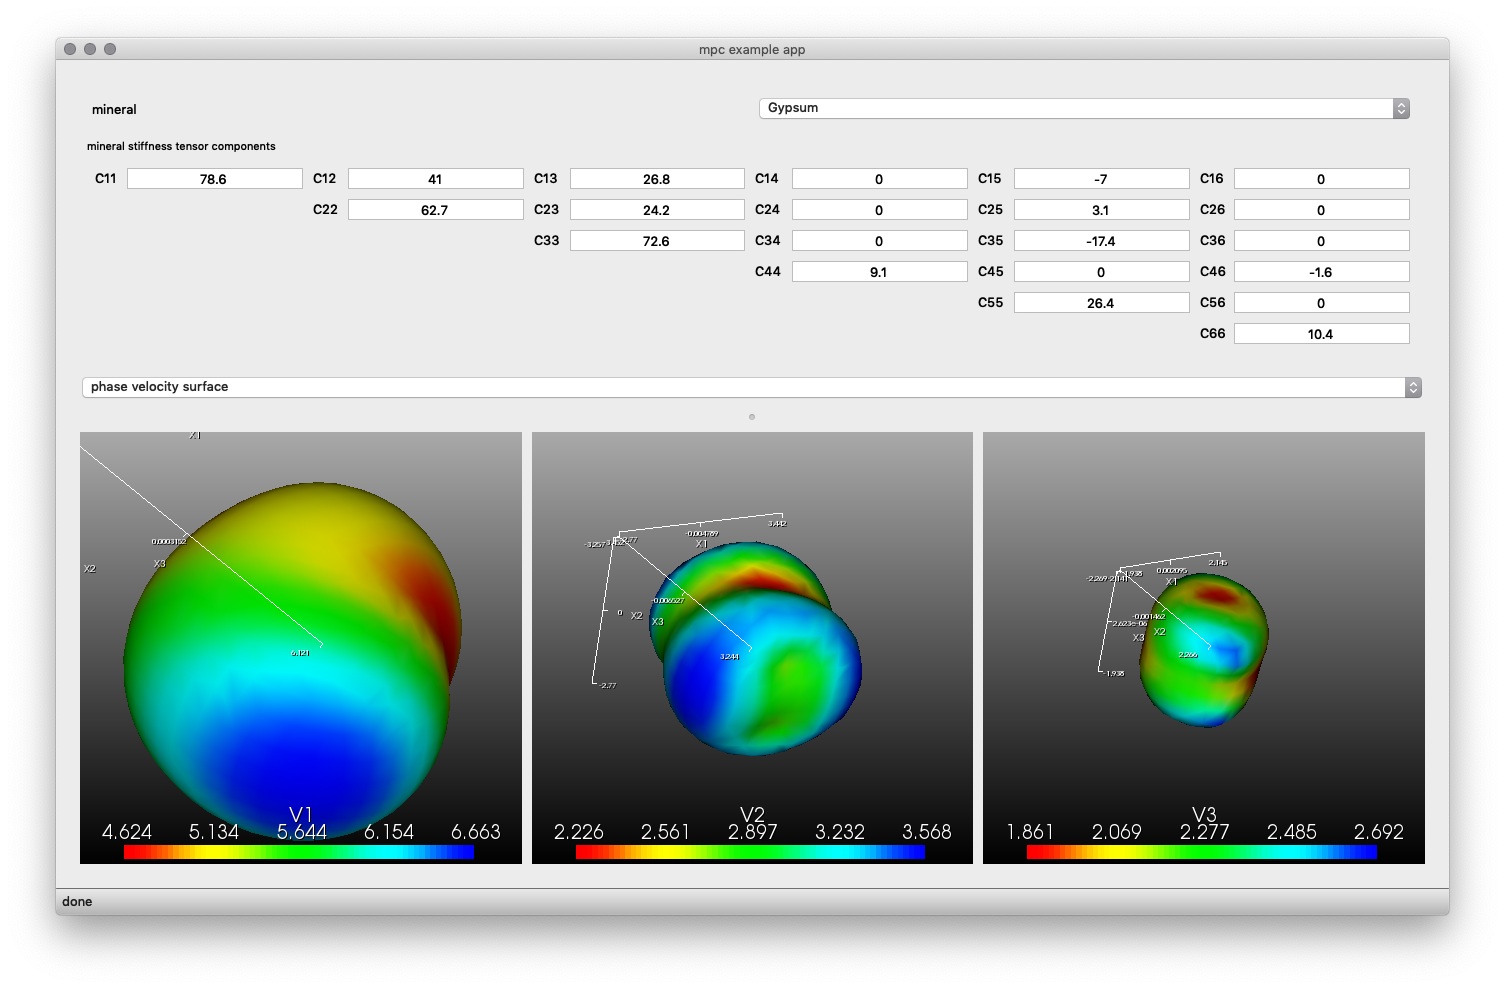 mpc example app
mineral
Gypsum
mineral stiffness tensor components
C11 78.6 C12 41 C13 26.8 C14 0 C15 -7 C16 0
C22 62.7 C23 24.2 C24 0 C25 3.1 C26 0
C33 72.6 C34 0 C35 -17.4 C36 0
C44 9.1 C45 0 C46 -1.6
C55 26.4 C56 0
C66 10.4
phase velocity surface
X1
0.0003152
X2
X3
6.121
V1
4.624 5.134 5.644 6.154 6.663
3.442
-0.004789
X1
-3.257
-0.006527
0
X2
X3
3.244
-2.77
V2
2.226 2.561 2.897 3.232 3.568
2.145
0.002095
X1
-2.269
-1.938
-0.001462
-2.623e-06
X2
X3
2.266
-1.938
V3
1.861 2.069 2.277 2.485 2.692
done